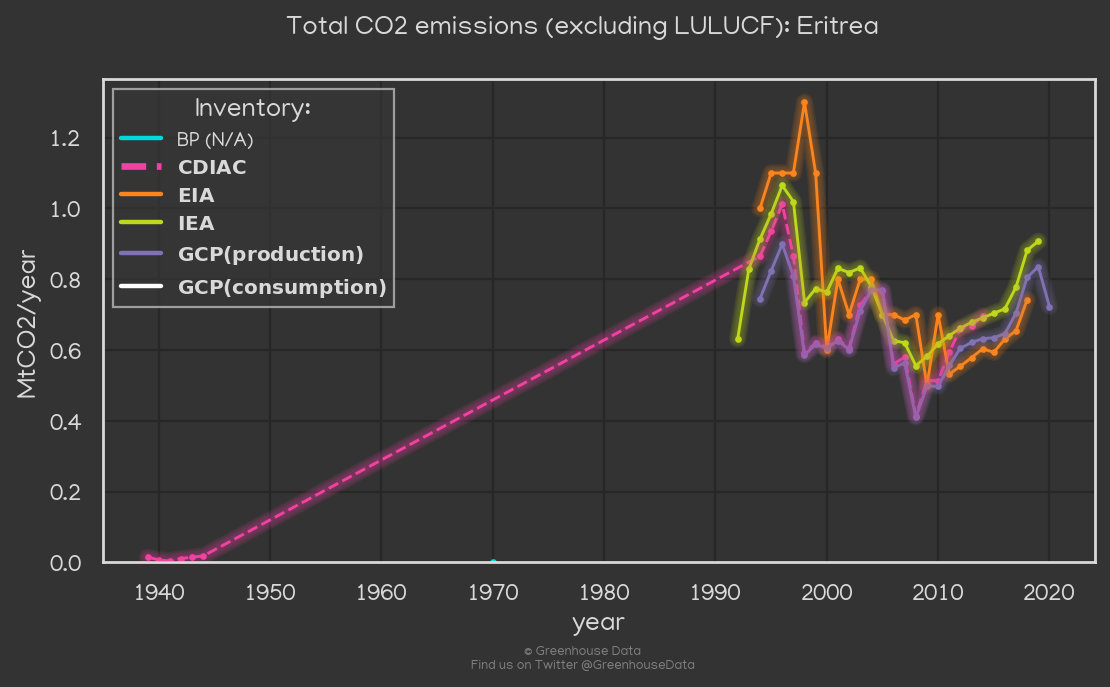 Total CO2 emissions (excluding LULUCF): Eritrea
Inventory:
BP (N/A)
CDIAC
EIA
IEA
GCP(production)
GCP(consumption)
MtCO2/year
1.2
1.0
0.8
0.6
0.4
0.2
0.0
1940 1950 1960 1970 1980 1990 2000 2010 2020
year
© Greenhouse Data
Find us on Twitter @GreenhouseData